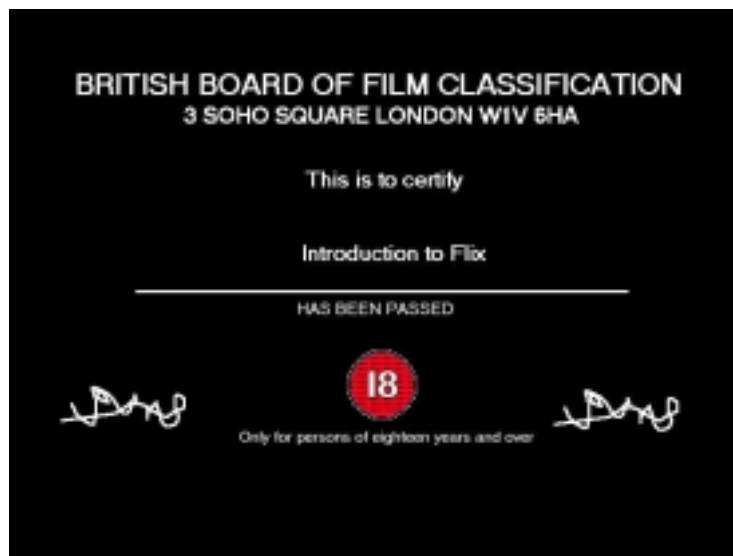 BRITISH BOARD OF FILM CLASSIFICATION
3 SOHO SQUARE LONDON W1V 6HA
This is to certify
Introduction to Flix
HAS BEEN PASSED
18
Only for persons of eighteen years and over